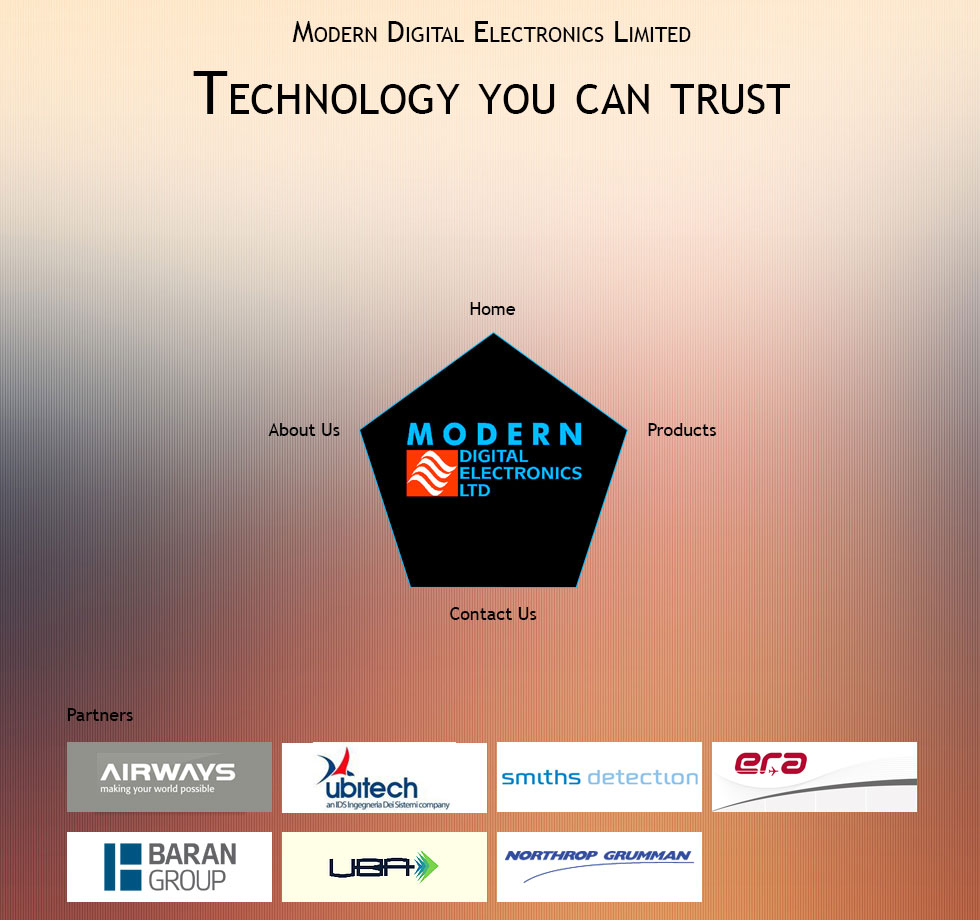 Modern Digital Electronics Limited
Technology you can trust
Home
About Us
Products
MODERN
DIGITAL
ELECTRONICS
LTD
Contact Us
Partners
AIRWAYS
making your world possible
ubitech
an IDS Ingegneria Dei Sistemi company
smiths detection
era
BARAN
GROUP
UBA
NORTHROP GRUMMAN